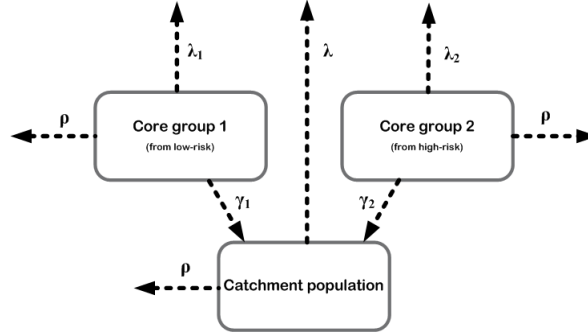 λ1
λ
λ2
ρ
Core group 1
(from low-risk)
Core group 2
(from high-risk)
ρ
γ1
γ2
ρ
Catchment population